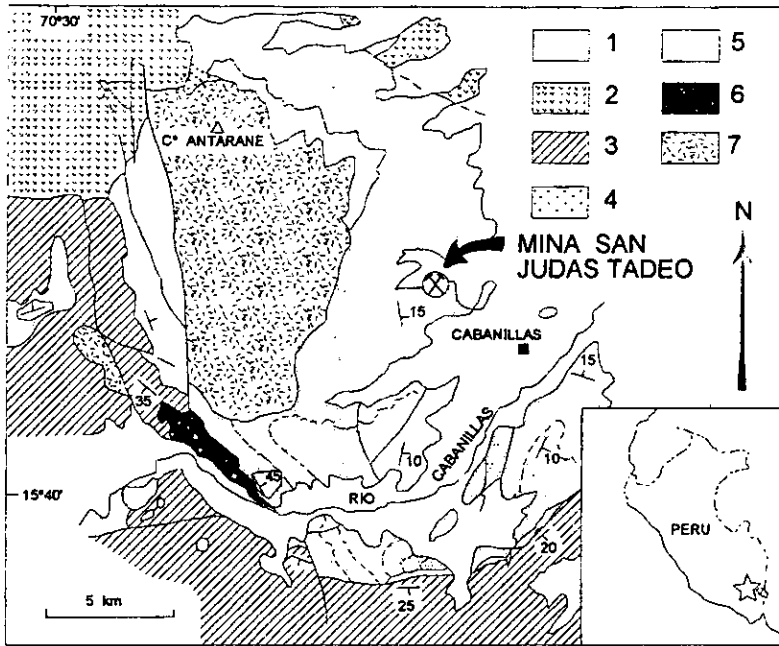 70°30'
1
5
2
6
C° ANTARANE
3
7
4
N
MINA SAN
JUDAS TADEO
15
CABANILLAS
15
35
CABANILLAS
10
10
45
15°40'
RIO
PERU
20
5 km
25